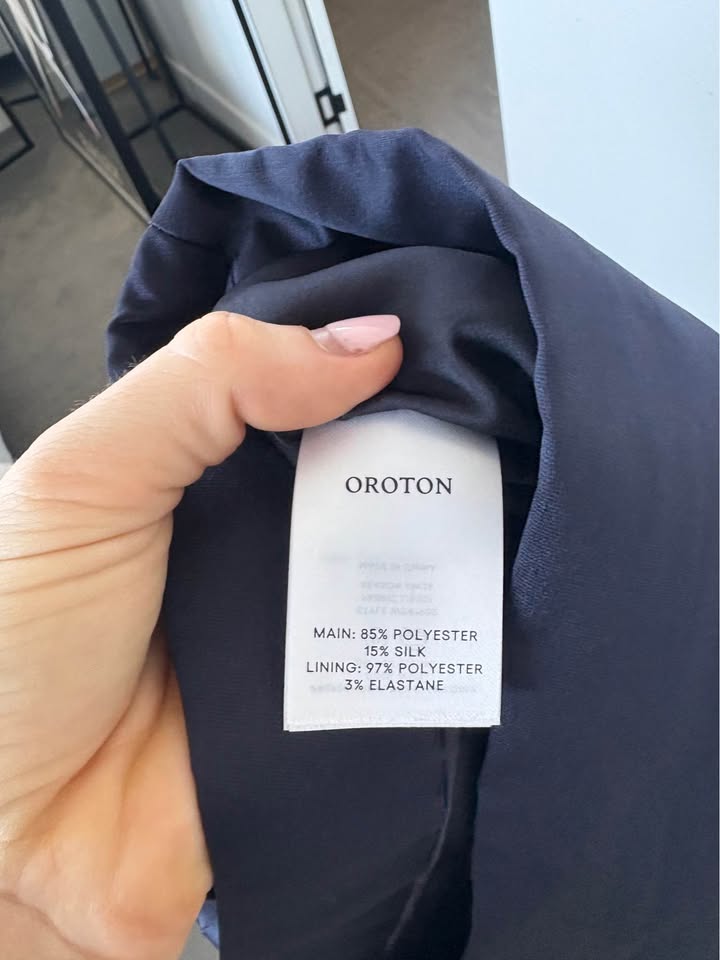 OROTON
MAIN: 85% POLYESTER
15% SILK
LINING: 97% POLYESTER
3% ELASTANE